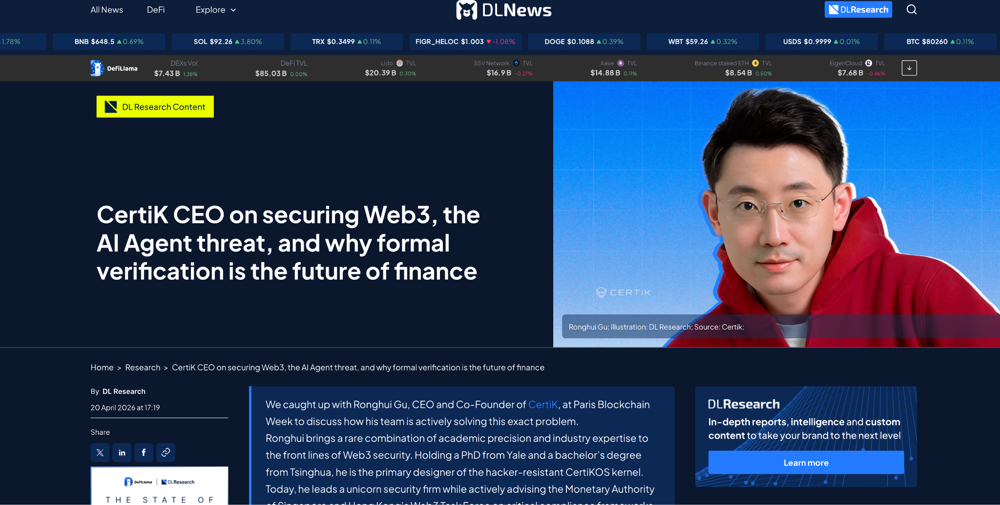 All News DeFi Explore DLNews DLResearch
1.78% BNB $648.5 0.69% SOL $92.26 3.80% TRX $0.3499 0.11% FIGR_HELOC $1.003 -1.08% DOGE $0.1088 0.39% WBT $59.26 0.32% USDS $0.9999 0.01% BTC $80260 0.11%
DefiLlama
DEXs Vol
$7.43 B 1.38%
DeFi TVL
$85.03 B 0.00%
Lido TVL
$20.39 B 0.30%
SSV Network TVL
$16.9 B -0.27%
Aave TVL
$14.88 B 0.11%
Binance staked ETH TVL
$8.54 B 0.50%
EigenCloud TVL
$7.68 B -0.46%
DL Research Content
CertiK CEO on securing Web3, the
AI Agent threat, and why formal
verification is the future of finance
CERTIK
Ronghui Gu; Illustration: DL Research; Source: Certik;
Home > Research > CertiK CEO on securing Web3, the AI Agent threat, and why formal verification is the future of finance
By DL Research
20 April 2026 at 17:19
Share
DefiLlama | DLResearch
THE STATE OF
We caught up with Ronghui Gu, CEO and Co-Founder of CertiK, at Paris Blockchain
Week to discuss how his team is actively solving this exact problem.
Ronghui brings a rare combination of academic precision and industry expertise to
the front lines of Web3 security. Holding a PhD from Yale and a bachelor's degree
from Tsinghua, he is the primary designer of the hacker-resistant CertiKOS kernel.
Today, he leads a unicorn security firm while actively advising the Monetary Authority
of Singapore and Hong Kong's Web3 Task Force on critical compliance frameworks.
DLResearch
In-depth reports, intelligence and custom
content to take your brand to the next level
Learn more